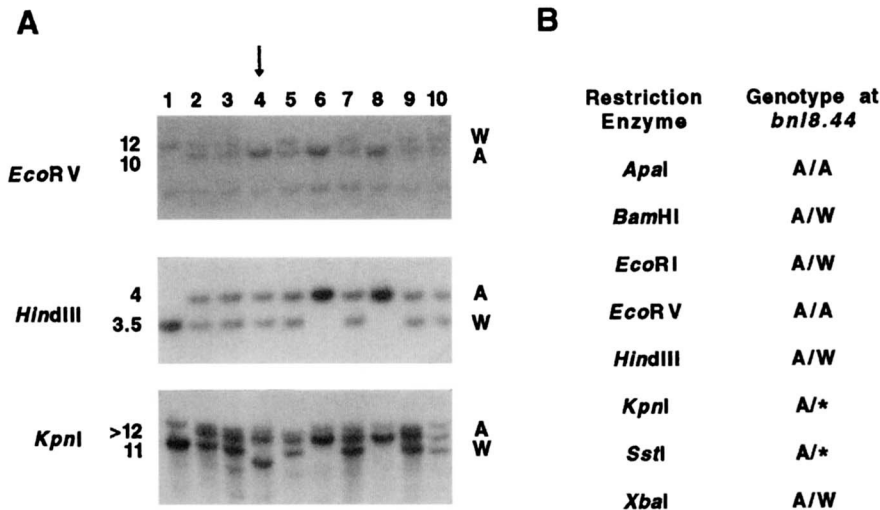 A
1 2 3 4 5 6 7 8 9 10
EcoRV
12
10
W
A
HindIII
4
3.5
A
W
KpnI
>12
11
A
W
B
Restriction Enzyme Genotype at bnl8.44
ApaI A/A
BamHI A/W
EcoRI A/W
EcoRV A/A
HindIII A/W
KpnI A/*
SstI A/*
XbaI A/W